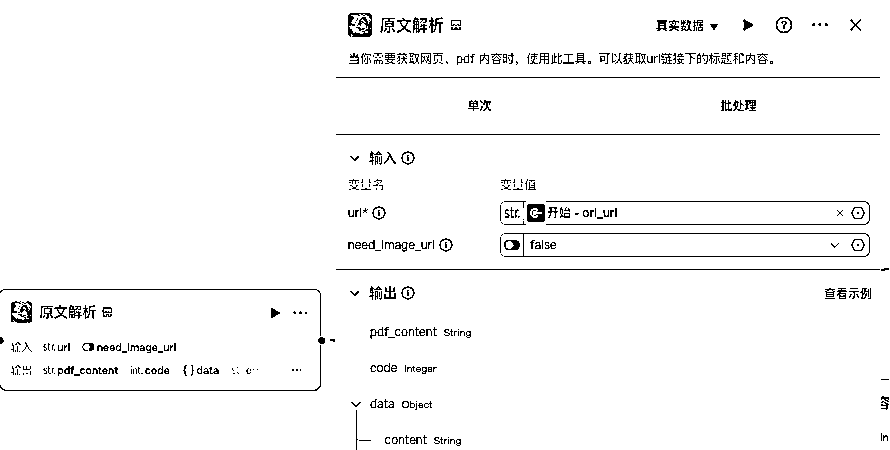 原文解析
真实数据
当你需要获取网页、pdf 内容时，使用此工具。可以获取url链接下的标题和内容。
单次
批处理
输入
变量名
变量值
url*
str. 开始 - ori_url
need_image_url
false
输出
查看示例
pdf_content String
code Integer
data Object
content String
原文解析
输入 str.url need_image_url
输出 str.pdf_content int.code {}data
容